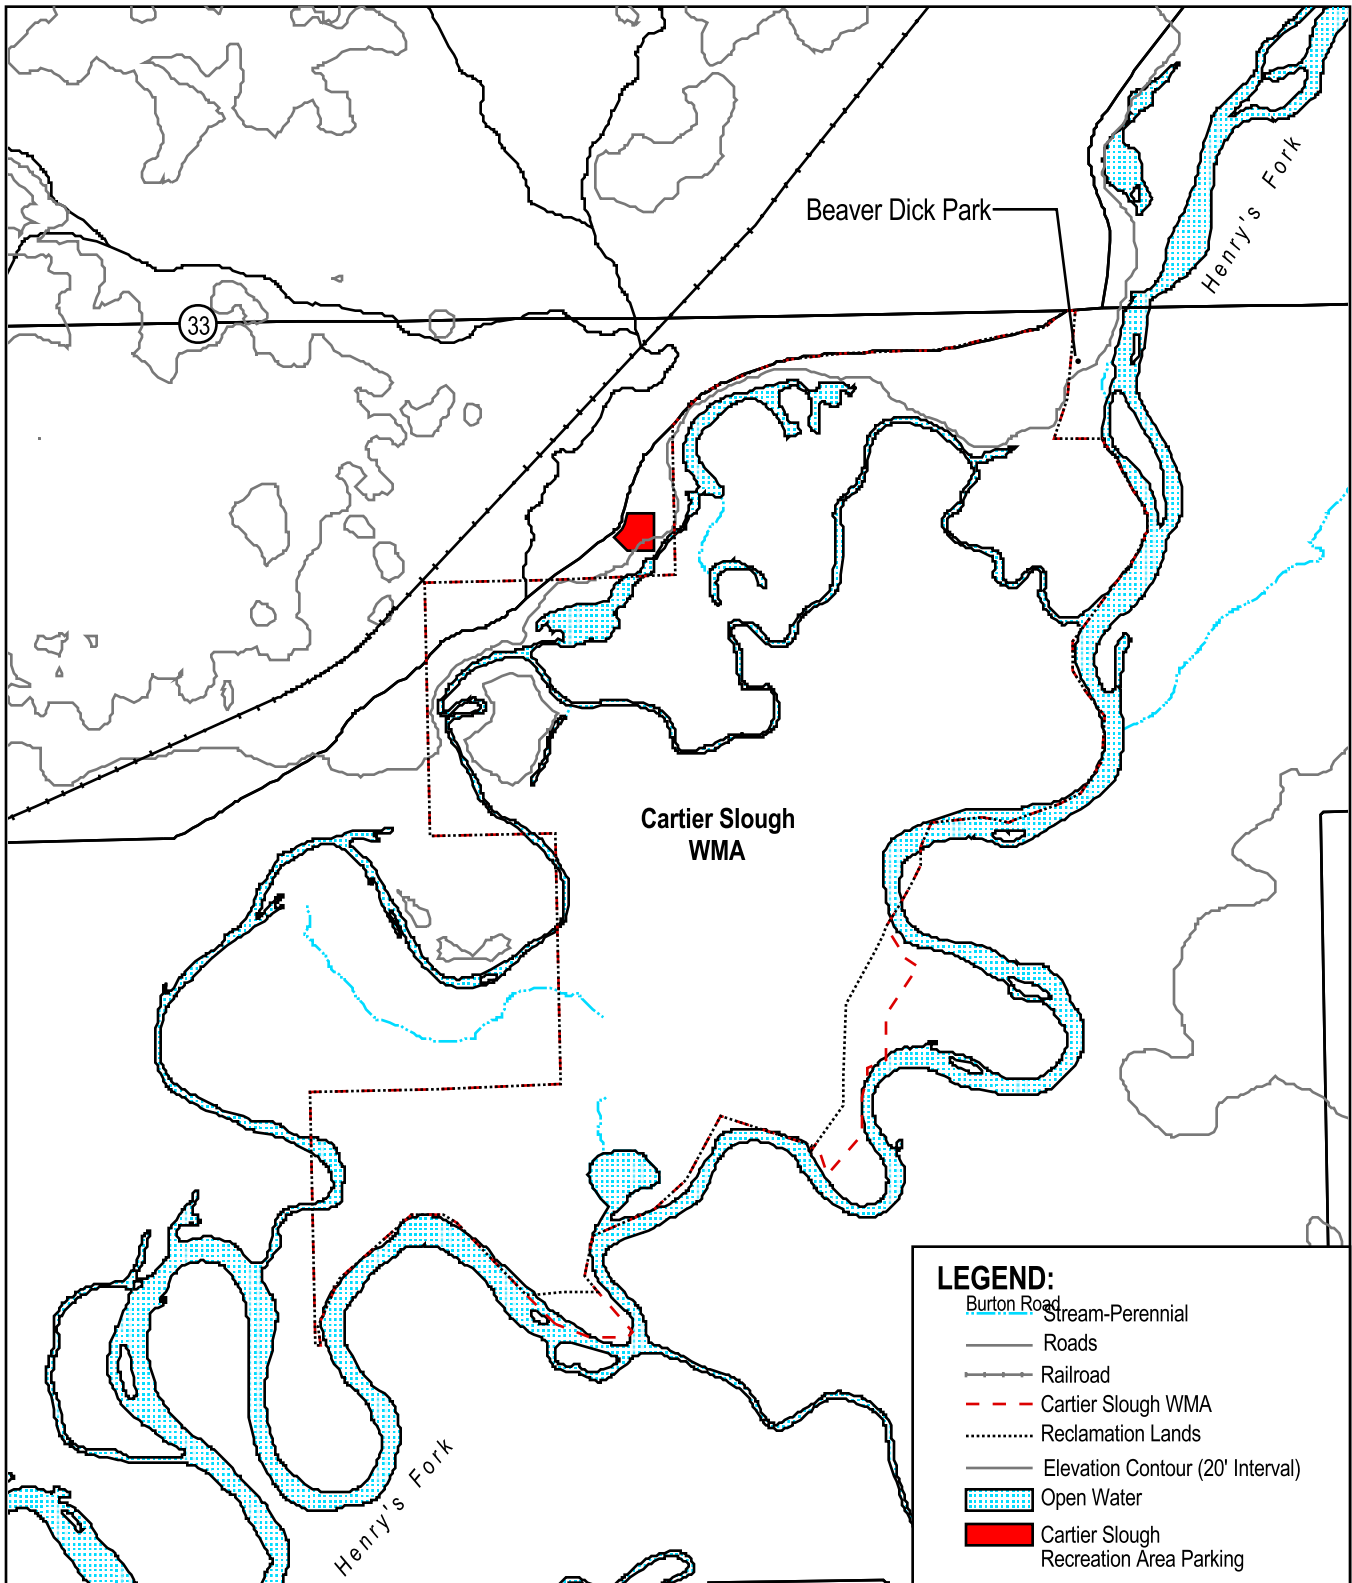 Henry's Fork
Beaver Dick Park
33
Cartier Slough
WMA
Henry's Fork
LEGEND:
Burton Road
Stream-Perennial
Roads
Railroad
Cartier Slough WMA
Reclamation Lands
Elevation Contour (20' Interval)
Open Water
Cartier Slough
Recreation Area Parking